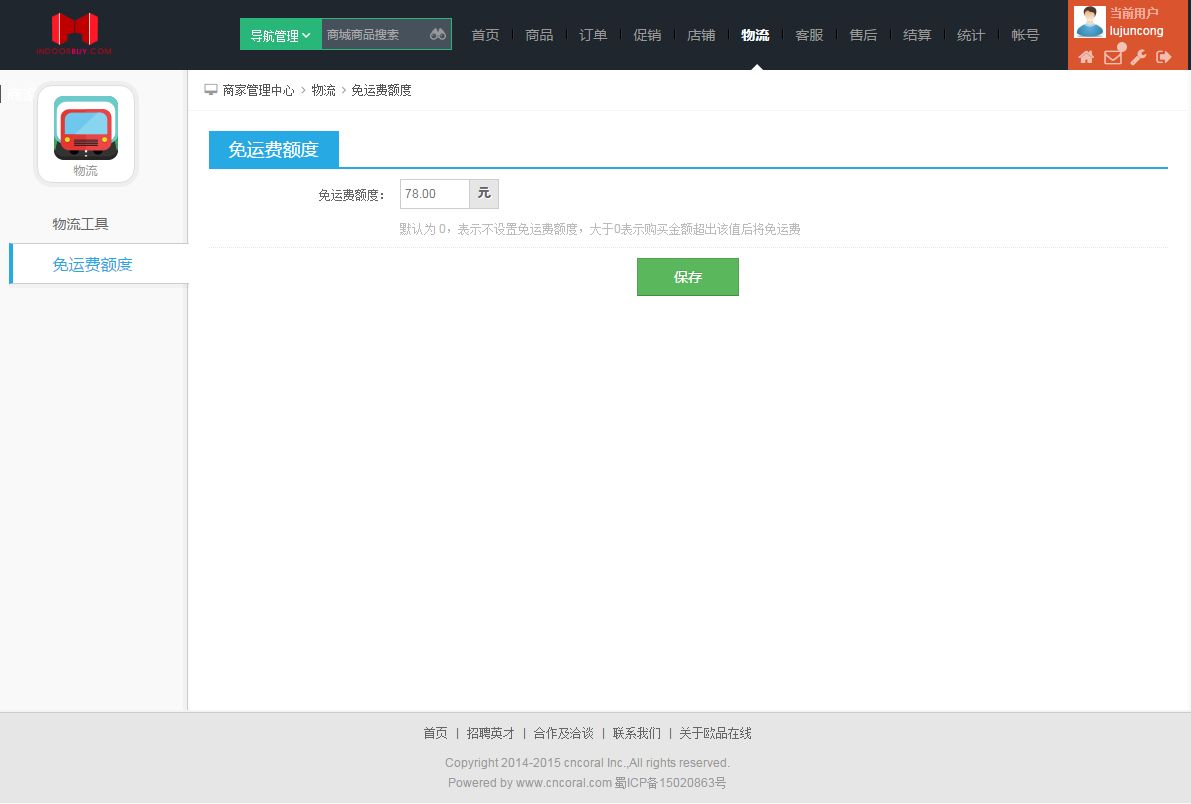 INDOORBUY.COM
导航管理
商城商品搜索
首页 商品 订单 促销 店铺 物流 客服 售后 结算 统计 帐号
当前用户
lujuncong
商家管理中心 › 物流 › 免运费额度
物流
物流工具
免运费额度
免运费额度
免运费额度： 78.00 元
默认为 0，表示不设置免运费额度，大于0表示购买金额超出该值后将免运费
保存
首页 | 招聘英才 | 合作及洽谈 | 联系我们 | 关于欧品在线
Copyright 2014-2015 cncoral Inc.,All rights reserved.
Powered by www.cncoral.com 蜀ICP备15020863号